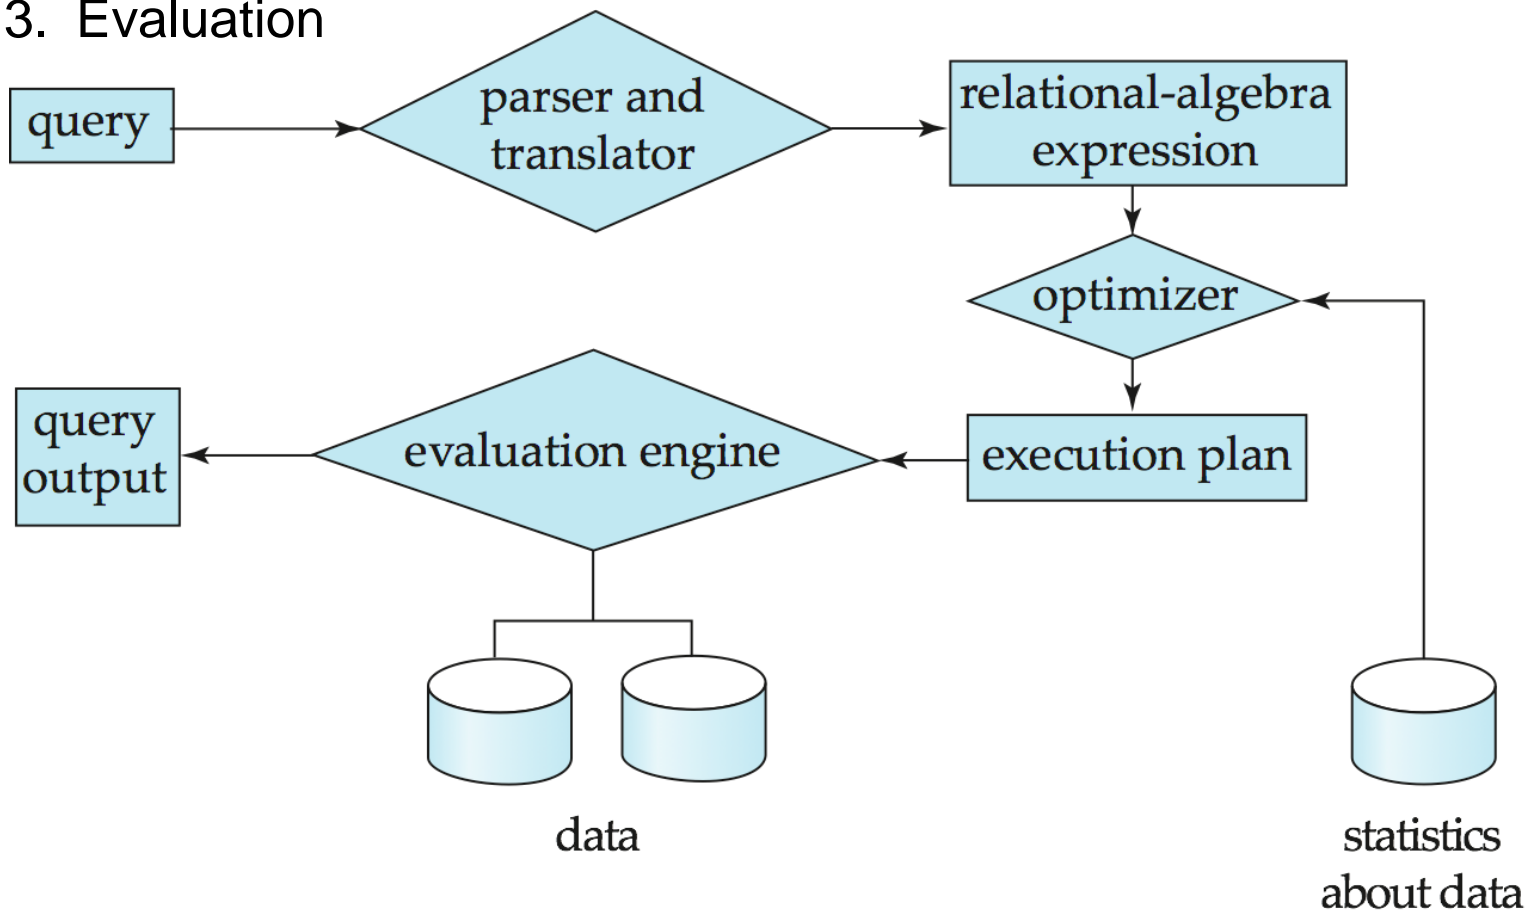 3. Evaluation
query
parser and
translator
relational-algebra
expression
optimizer
query
output
evaluation engine
execution plan
data
statistics
about data